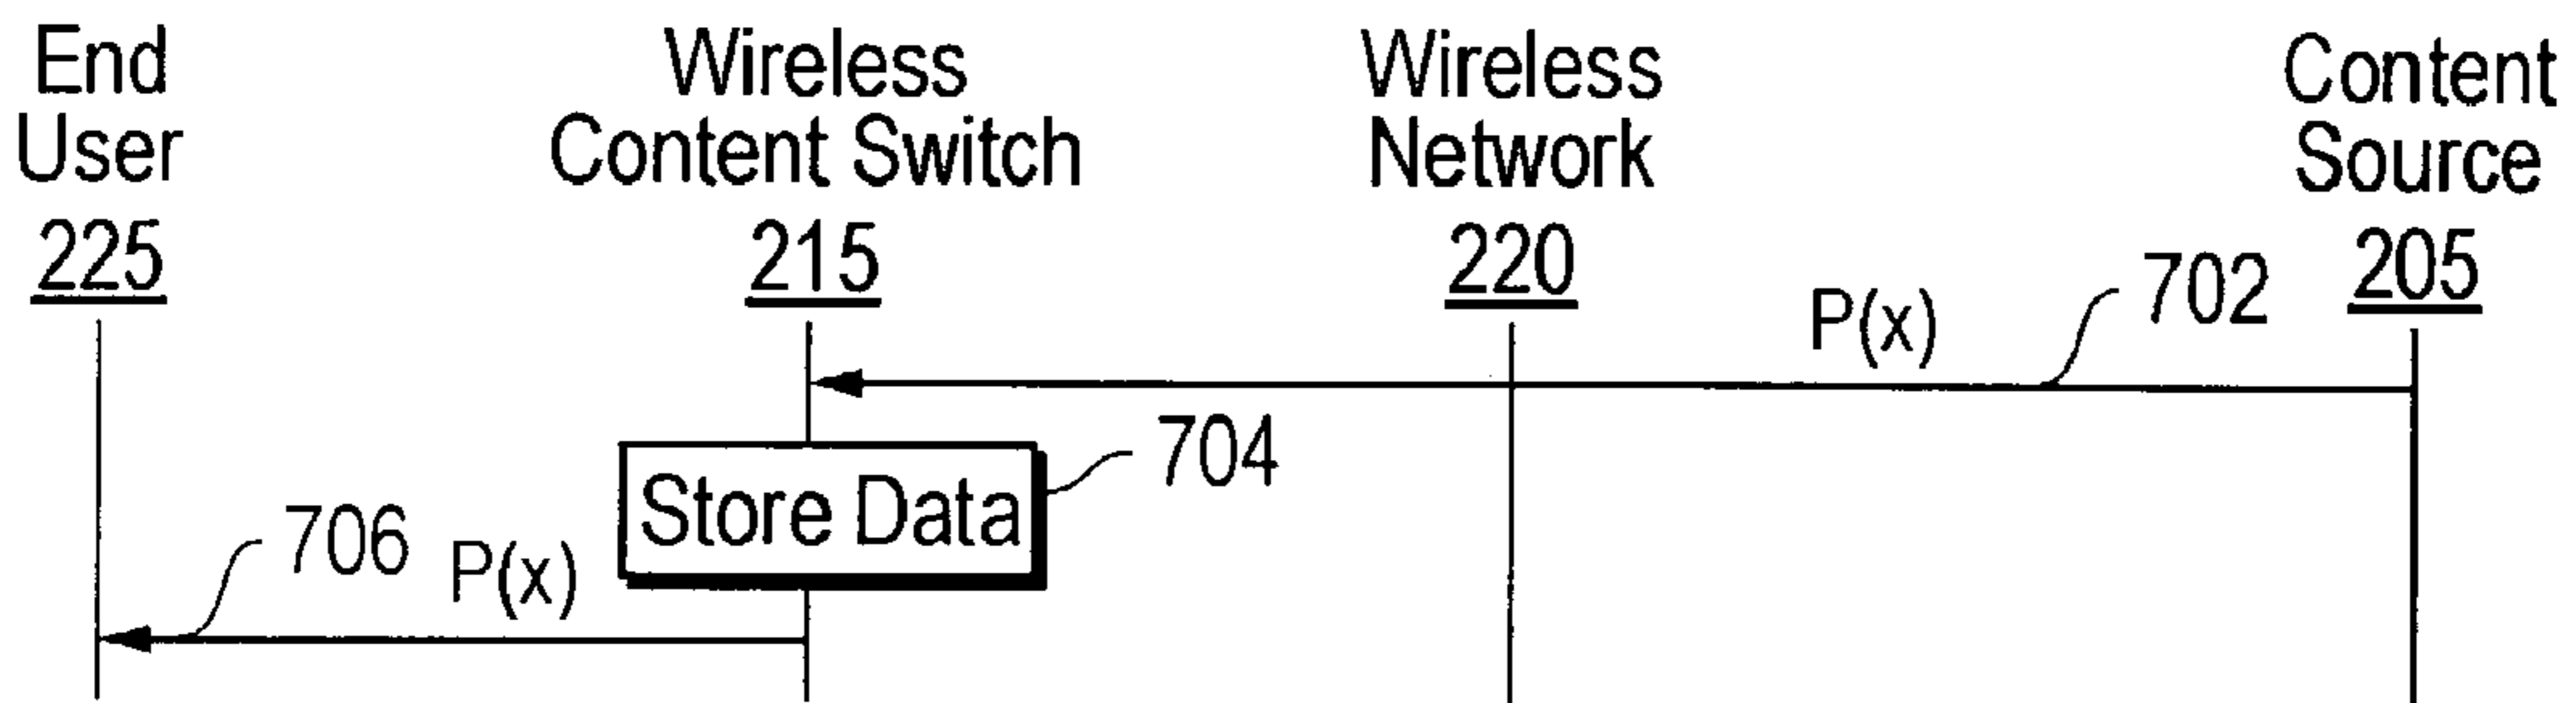 End
User
225
Wireless
Content Switch
215
Wireless
Network
220
Content
Source
205
P(x)
702
Store Data
704
706
P(x)